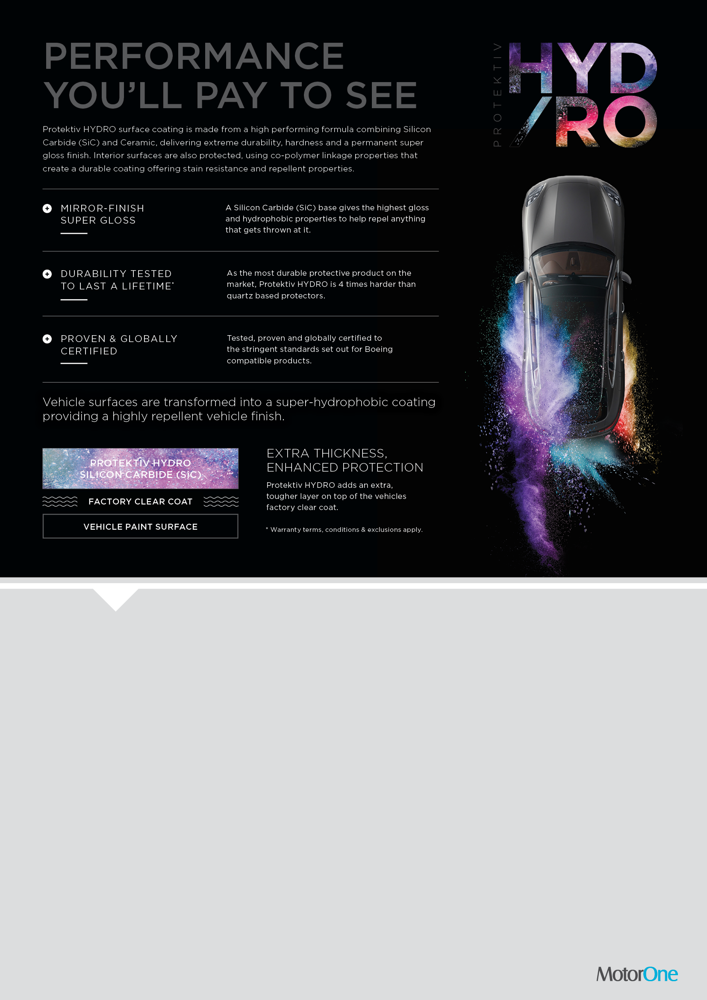 PERFORMANCE
YOU'LL PAY TO SEE
Protektiv HYDRO surface coating is made from a high performing formula combining Silicon
Carbide (SiC) and Ceramic, delivering extreme durability, hardness and a permanent super
gloss finish. Interior surfaces are also protected, using co-polymer linkage properties that
create a durable coating offering stain resistance and repellent properties.
PROTEKTIV
HYD
/RO
MIRROR-FINISH
SUPER GLOSS
A Silicon Carbide (SiC) base gives the highest gloss
and hydrophobic properties to help repel anything
that gets thrown at it.
DURABILITY TESTED
TO LAST A LIFETIME*
As the most durable protective product on the
market, Protektiv HYDRO is 4 times harder than
quartz based protectors.
PROVEN & GLOBALLY
CERTIFIED
Tested, proven and globally certified to
the stringent standards set out for Boeing
compatible products.
Vehicle surfaces are transformed into a super-hydrophobic coating
providing a highly repellent vehicle finish.
PROTEKTIV HYDRO
SILICON CARBIDE (SiC)
FACTORY CLEAR COAT
VEHICLE PAINT SURFACE
EXTRA THICKNESS,
ENHANCED PROTECTION
Protektiv HYDRO adds an extra,
tougher layer on top of the vehicles
factory clear coat.
* Warranty terms, conditions & exclusions apply.
MotorOne